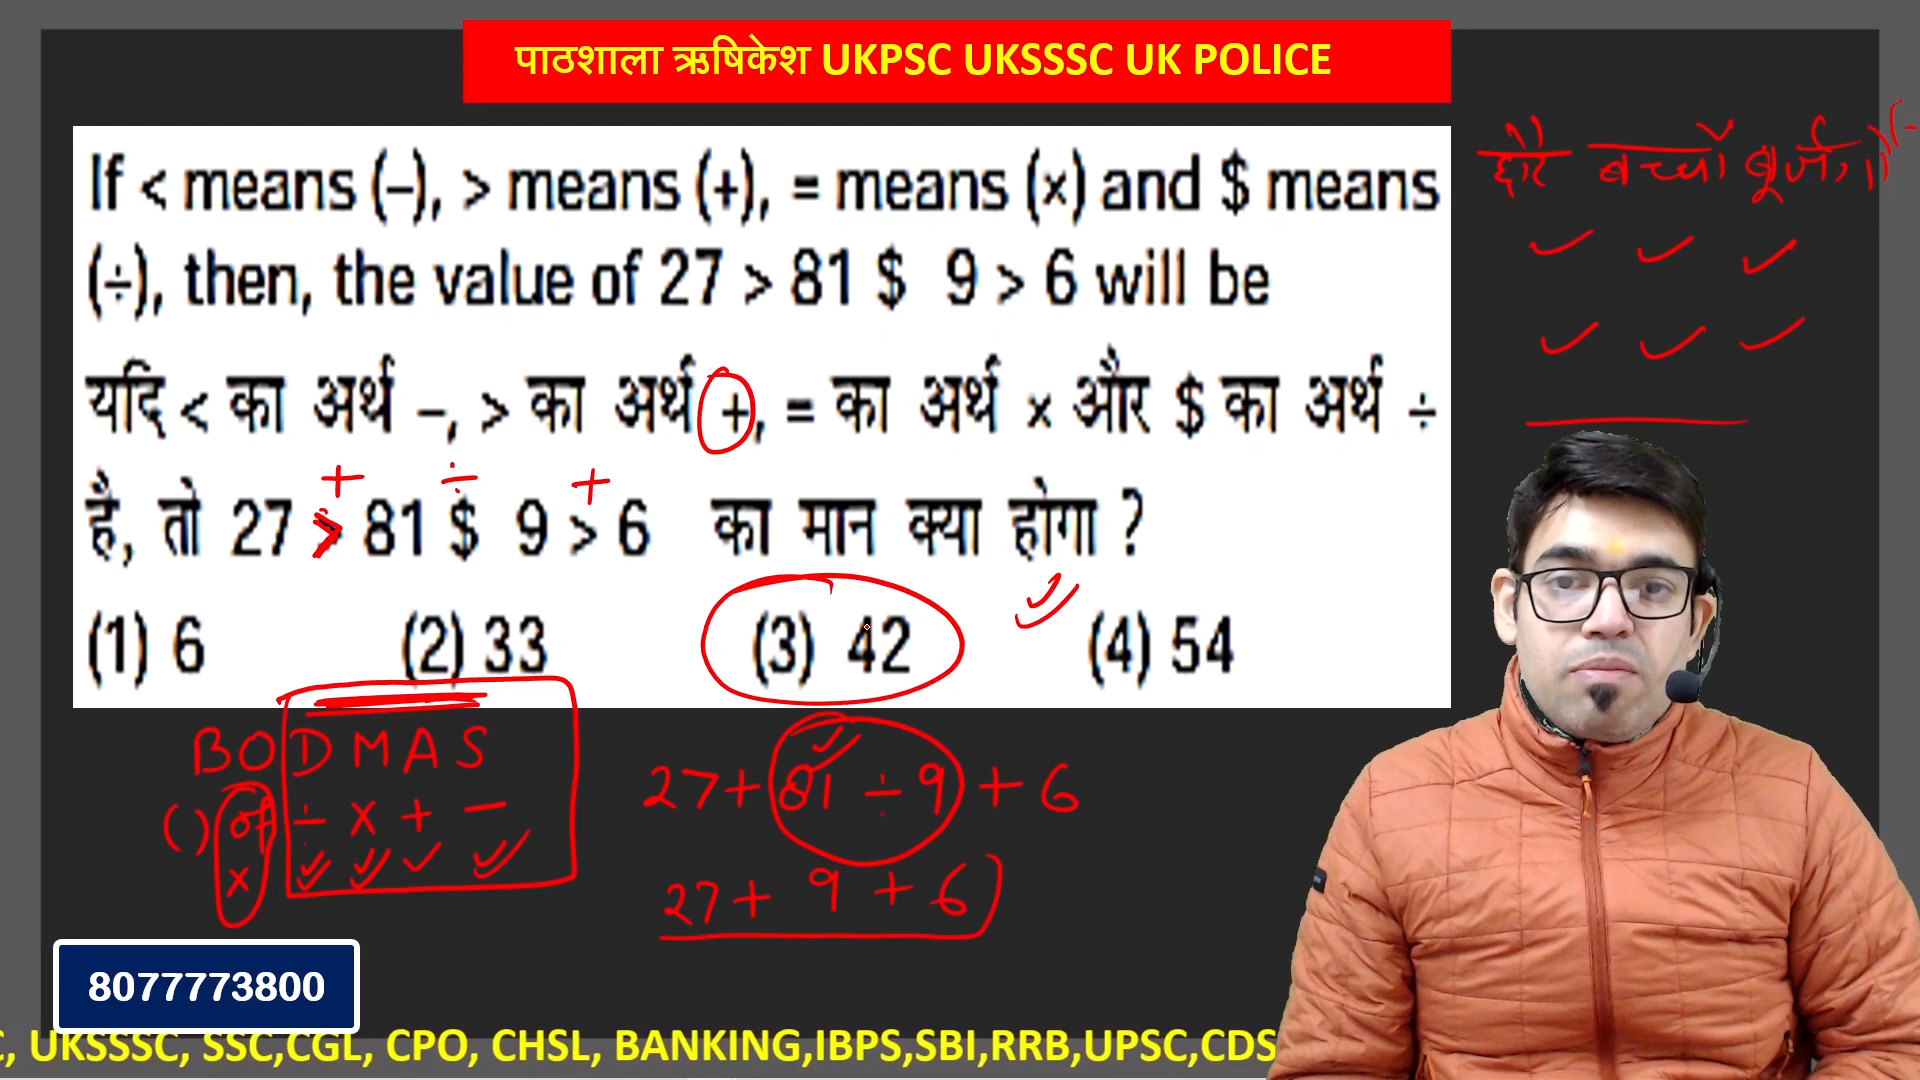 पाठशाला ऋषिकेश UKPSC UKSSSC UK POLICE
If < means (–), > means (+), = means (×) and $ means
(÷), then, the value of 27 > 81 $ 9 > 6 will be
यदि < का अर्थ –, > का अर्थ +, = का अर्थ × और $ का अर्थ ÷
+ ÷ +
है, तो 27 > 81 $ 9 > 6 का मान क्या होगा ?
(1) 6 (2) 33 (3) 42 (4) 54
BODMAS
() of ÷ × + –
×
27+ 81 ÷ 9 + 6
27+ 9 + 6
8077773800
, UKSSSC, SSC,CGL, CPO, CHSL, BANKING,IBPS,SBI,RRB,UPSC,CDS